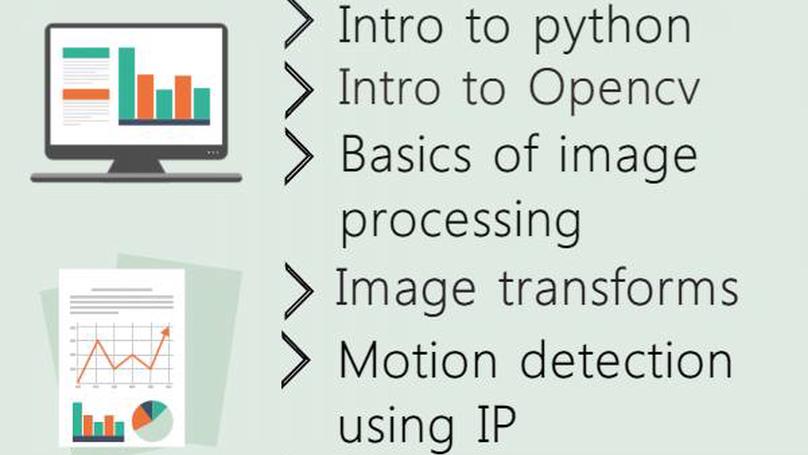 Intro to python
Intro to Opencv
Basics of image
processing
Image transforms
Motion detection
using IP